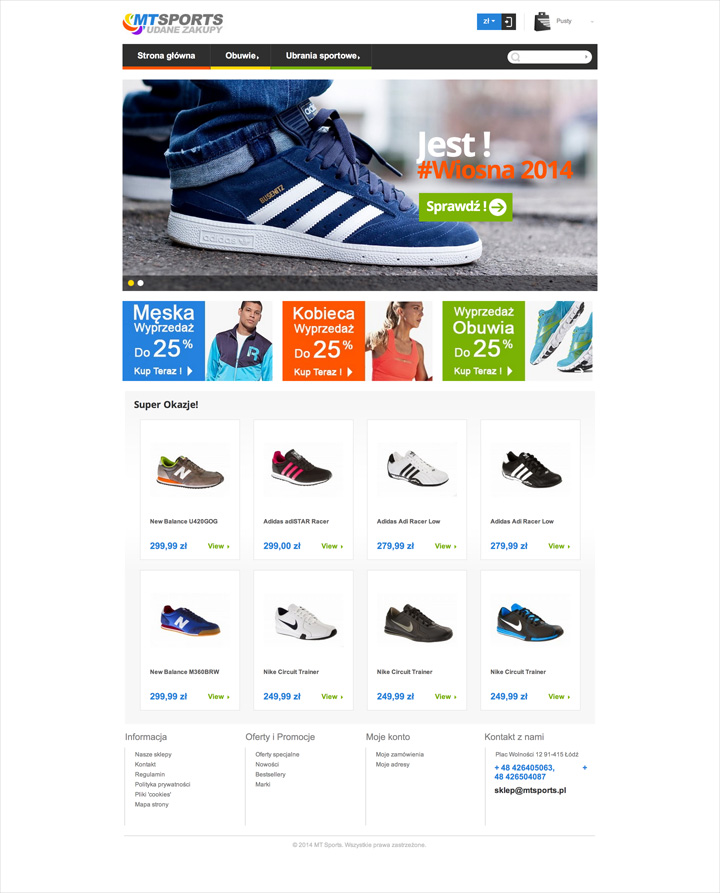 MTSPORTS
UDANE ZAKUPY
zł
Pusty
Strona główna
Obuwie
Ubrania sportowe
adidas
BUSENITZ
adidas
Jest !
#Wiosna 2014
Sprawdź !
Męska
Wyprzedaż
Do 25%
Kup Teraz !
Kobieca
Wyprzedaż
Do 25%
Kup Teraz !
Wyprzedaż
Obuwia
Do 25%
Kup Teraz !
Super Okazje!
New Balance U420GOG
299,99 zł
View
Adidas adISTAR Racer
299,00 zł
View
Adidas Adi Racer Low
279,99 zł
View
Adidas Adi Racer Low
279,99 zł
View
New Balance M360BRW
299,99 zł
View
Nike Circuit Trainer
249,99 zł
View
Nike Circuit Trainer
249,99 zł
View
Nike Circuit Trainer
249,99 zł
View
Informacja
Nasze sklepy
Kontakt
Regulamin
Polityka prywatności
Pliki 'cookies'
Mapa strony
Oferty i Promocje
Oferty specjalne
Nowości
Bestsellery
Marki
Moje konto
Moje zamówienia
Moje adresy
Kontakt z nami
Plac Wolności 12 91-415 Łódź
+ 48 426405063, +
48 426504087
sklep@mtsports.pl
© 2014 MT Sports. Wszystkie prawa zastrzeżone.